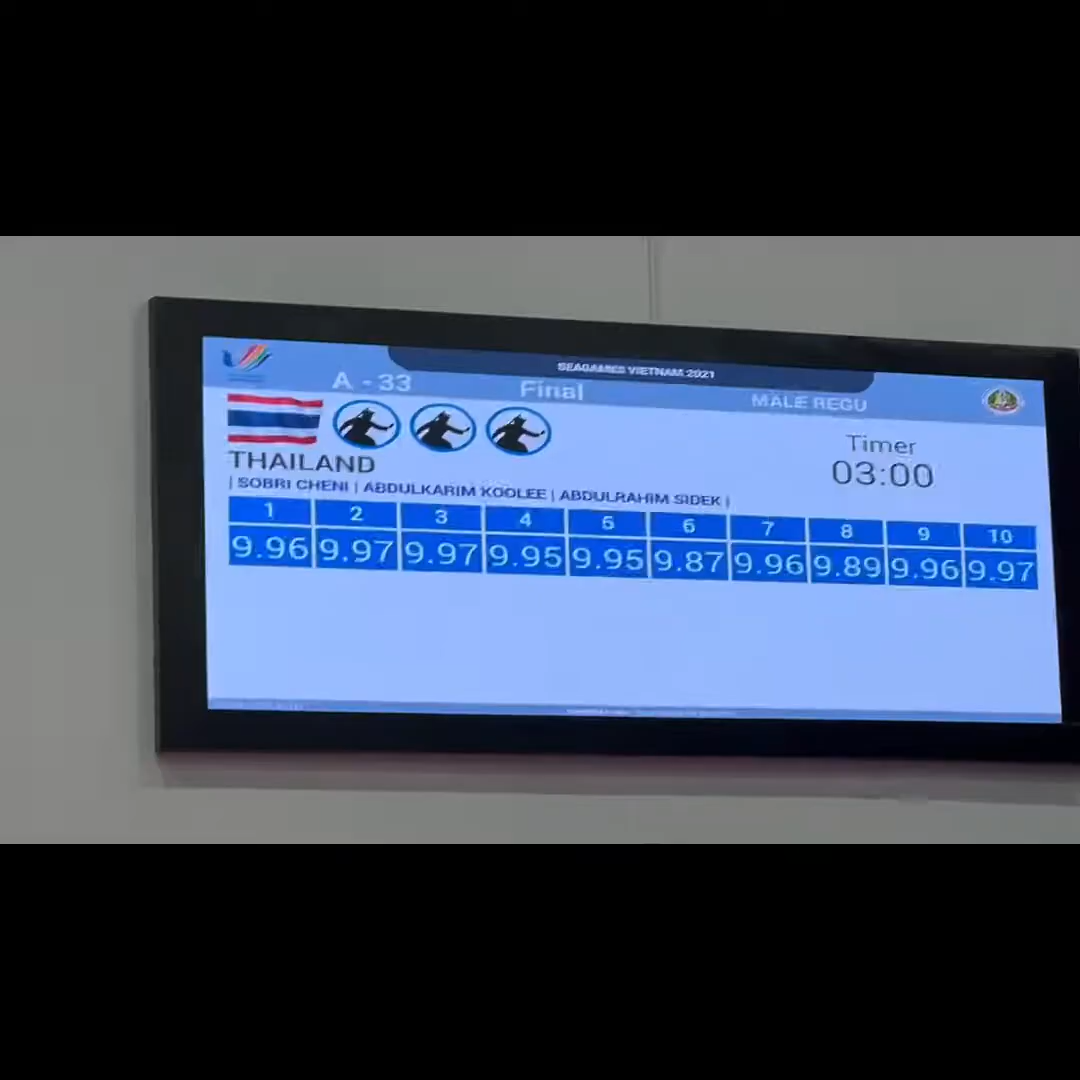 SEAGAMES VIETNAM 2021
A - 33 Final MALE REGU
THAILAND
| SOBRI CHENI | ABDULKARIM KOOLEE | ABDULRAHIM SIDEK |
Timer
03:00
1 2 3 4 5 6 7 8 9 10
9.96 9.97 9.97 9.95 9.95 9.87 9.96 9.89 9.96 9.97